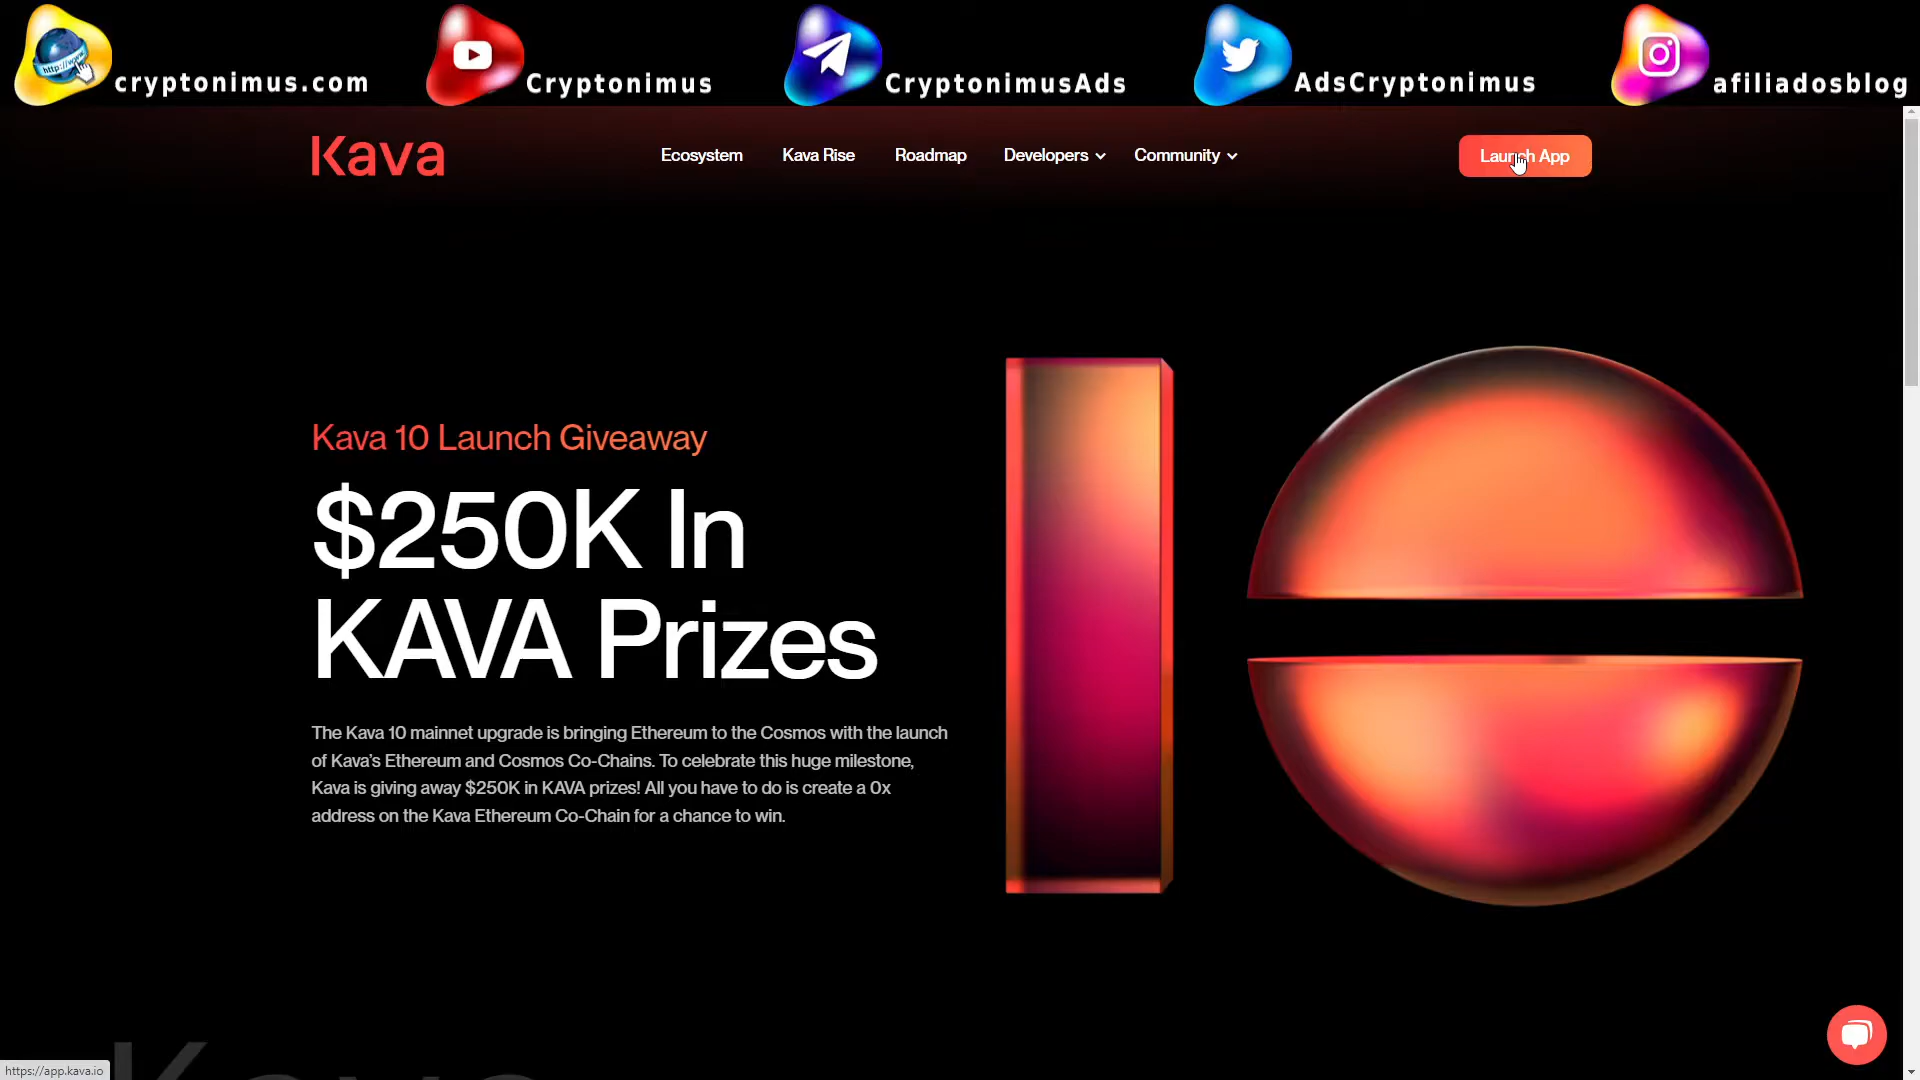 cryptonimus.com
Cryptonimus
CryptonimusAds
AdsCryptonimus
afiliadosblog
Kava
Ecosystem
Kava Rise
Roadmap
Developers
Community
Launch App
Kava 10 Launch Giveaway
$250K In
KAVA Prizes
The Kava 10 mainnet upgrade is bringing Ethereum to the Cosmos with the launch
of Kava's Ethereum and Cosmos Co-Chains. To celebrate this huge milestone,
Kava is giving away $250K in KAVA prizes! All you have to do is create a 0x
address on the Kava Ethereum Co-Chain for a chance to win.
https://app.kava.io